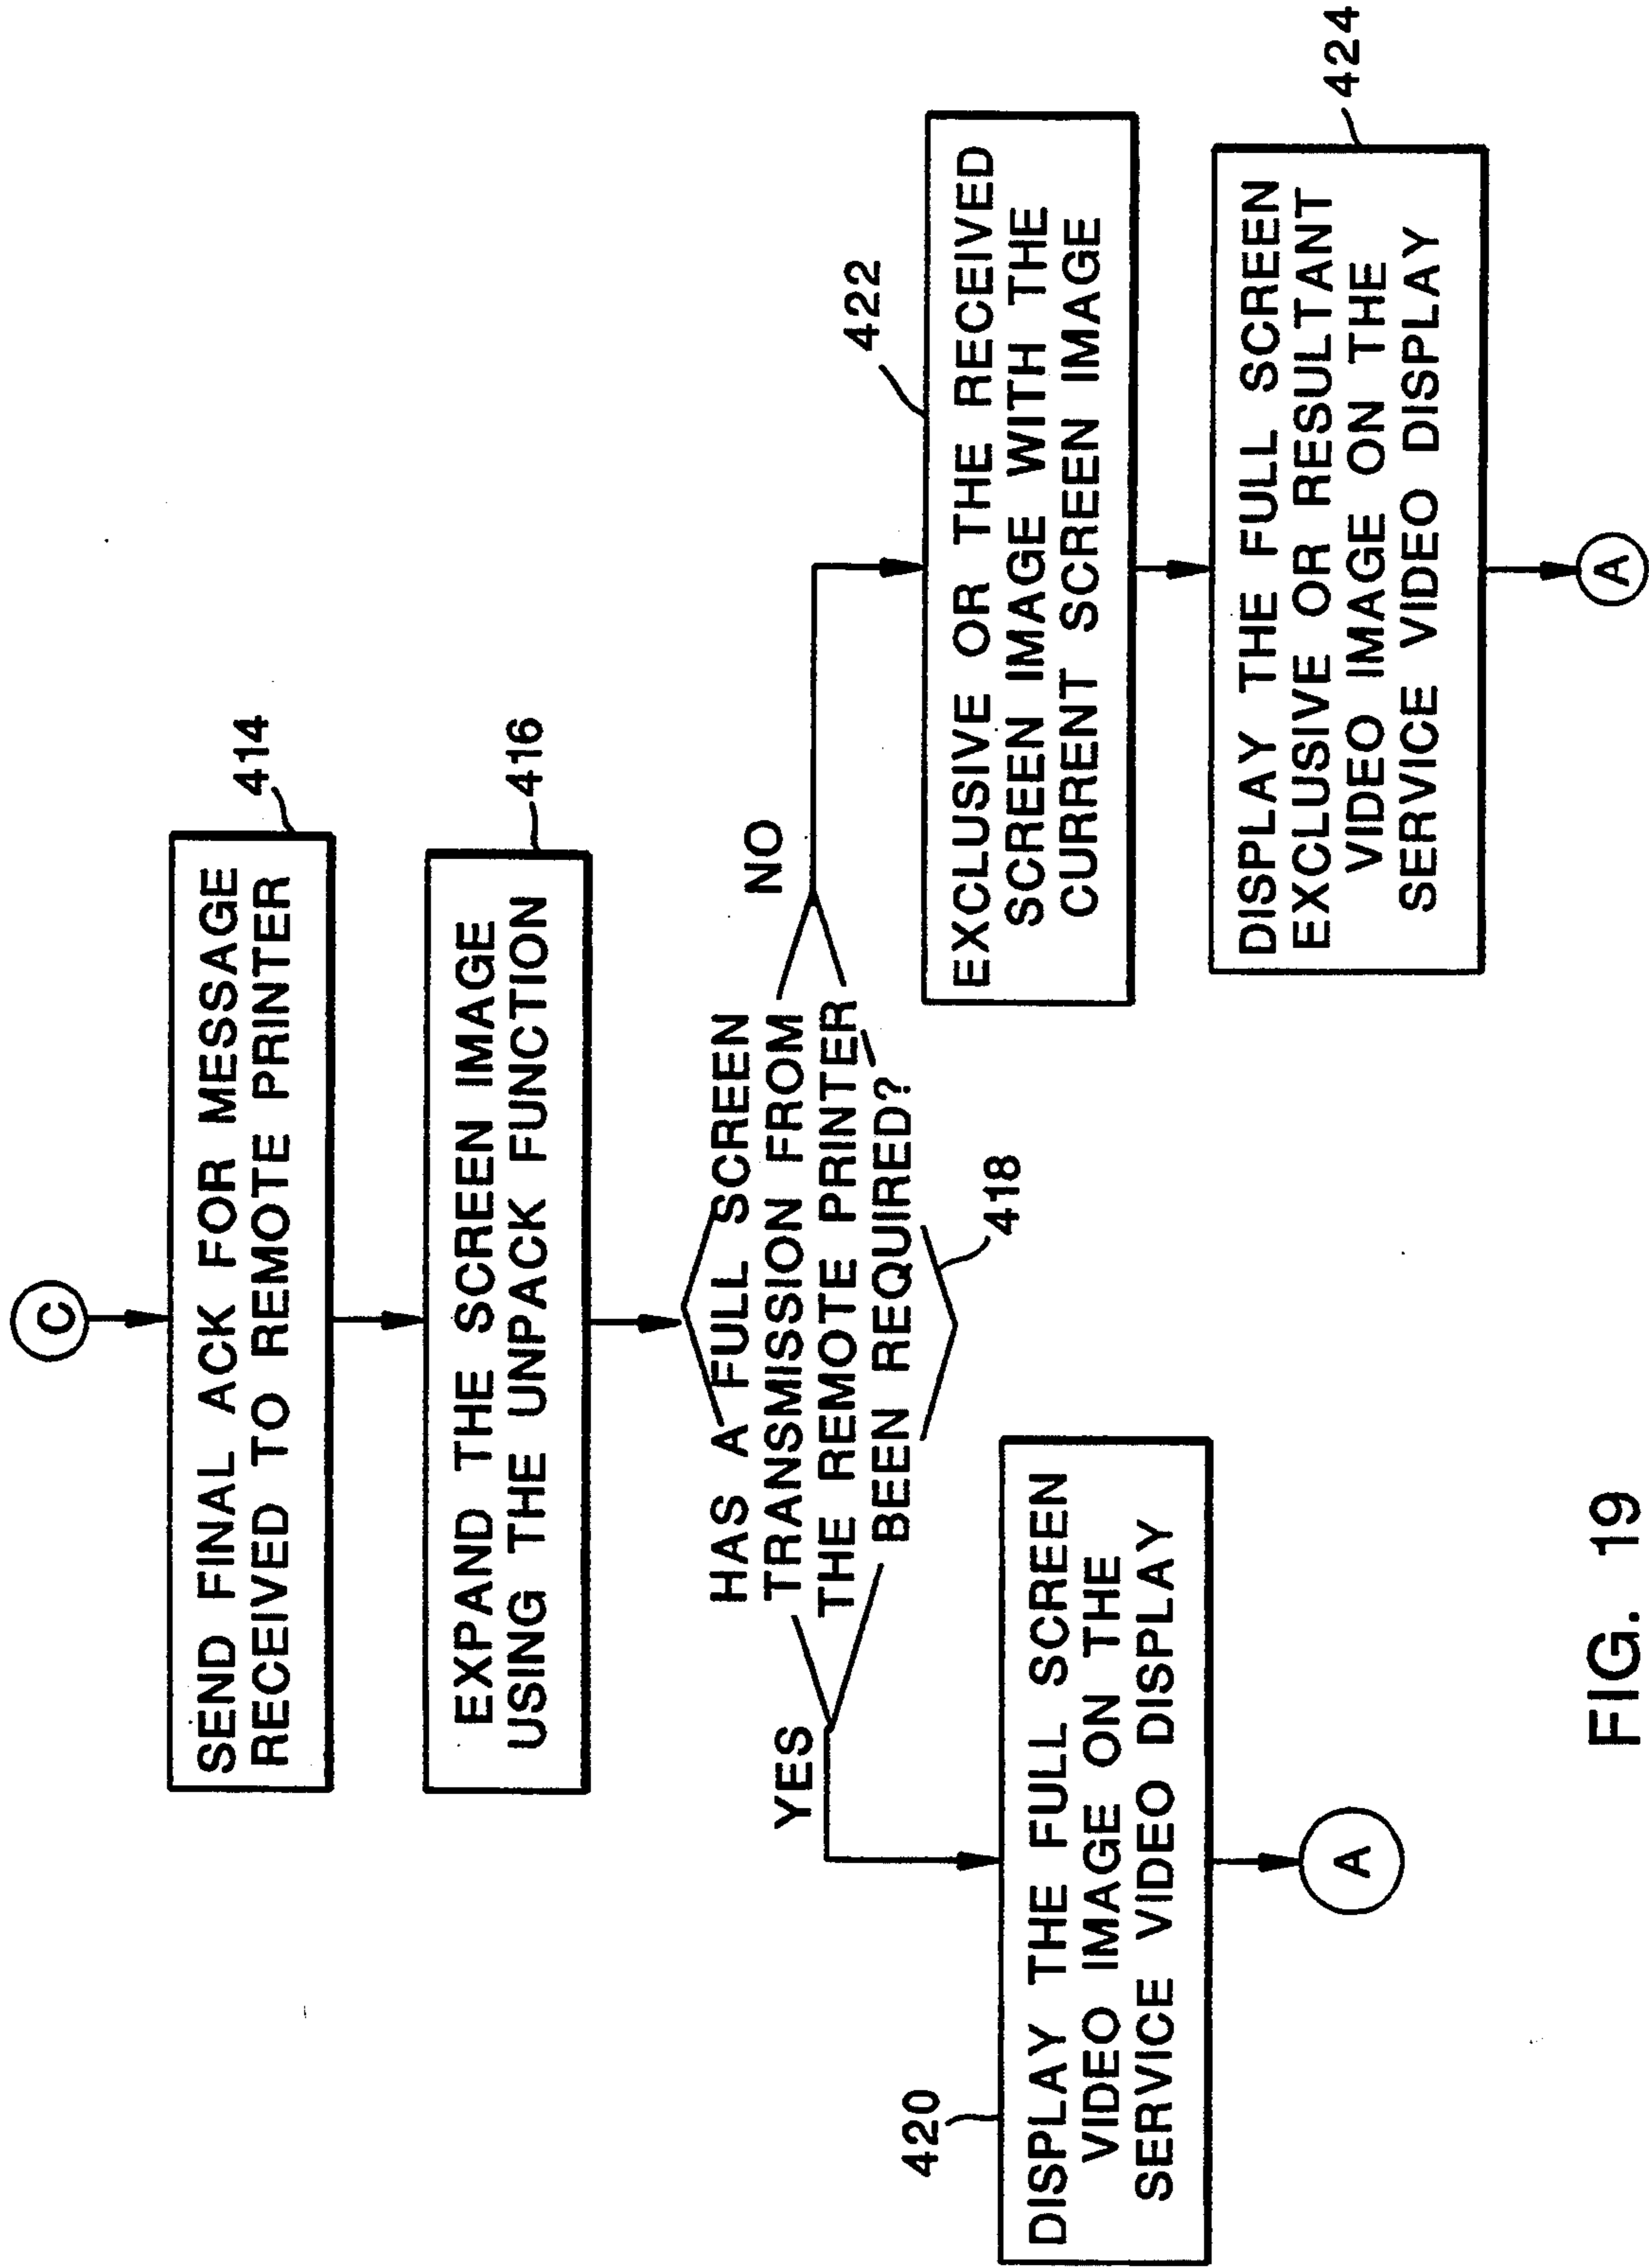 C
414
SEND FINAL ACK FOR MESSAGE
RECEIVED TO REMOTE PRINTER
416
EXPAND THE SCREEN IMAGE
USING THE UNPACK FUNCTION
HAS A FULL SCREEN
TRANSMISSION FROM
THE REMOTE PRINTER
BEEN REQUIRED?
418
YES
NO
420
DISPLAY THE FULL SCREEN
VIDEO IMAGE ON THE
SERVICE VIDEO DISPLAY
A
422
EXCLUSIVE OR THE RECEIVED
SCREEN IMAGE WITH THE
CURRENT SCREEN IMAGE
424
DISPLAY THE FULL SCREEN
EXCLUSIVE OR RESULTANT
VIDEO IMAGE ON THE
SERVICE VIDEO DISPLAY
A
FIG. 19